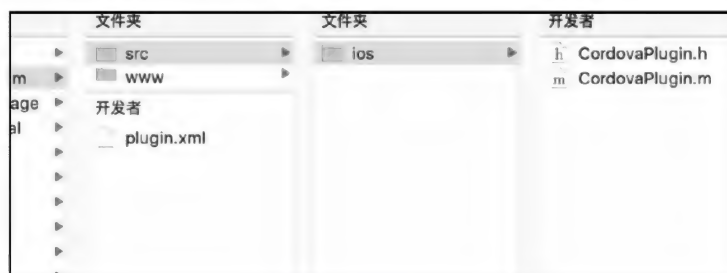 文件夹
文件夹
开发者
src
ios
CordovaPlugin.h
m
www
CordovaPlugin.m
age
开发者
al
plugin.xml